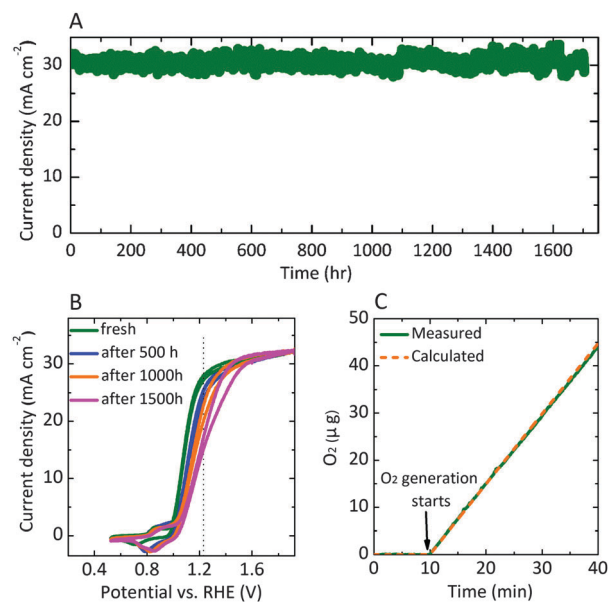 A
Current density (mA cm⁻²)
30
25
20
15
10
5
0
0 200 400 600 800 1000 1200 1400 1600
Time (hr)
B
Current density (mA cm⁻²)
fresh
after 500 h
after 1000h
after 1500h
30
20
10
0
0.4 0.8 1.2 1.6
Potential vs. RHE (V)
C
O₂ (μ g)
50
40
30
20
10
0
Measured
Calculated
O₂ generation
starts
0 10 20 30 40
Time (min)